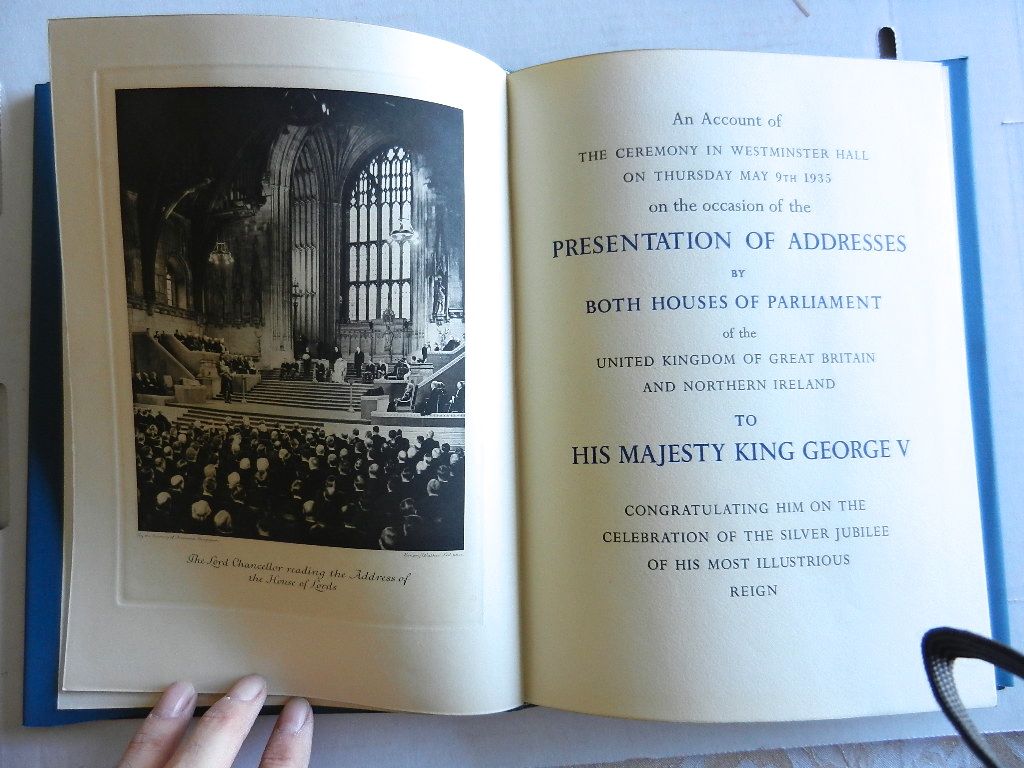 The Lord Chancellor reading the Address of
the House of Lords
An Account of
THE CEREMONY IN WESTMINSTER HALL
ON THURSDAY MAY 9TH 1935
on the occasion of the
PRESENTATION OF ADDRESSES
BY
BOTH HOUSES OF PARLIAMENT
of the
UNITED KINGDOM OF GREAT BRITAIN
AND NORTHERN IRELAND
TO
HIS MAJESTY KING GEORGE V
CONGRATULATING HIM ON THE
CELEBRATION OF THE SILVER JUBILEE
OF HIS MOST ILLUSTRIOUS
REIGN